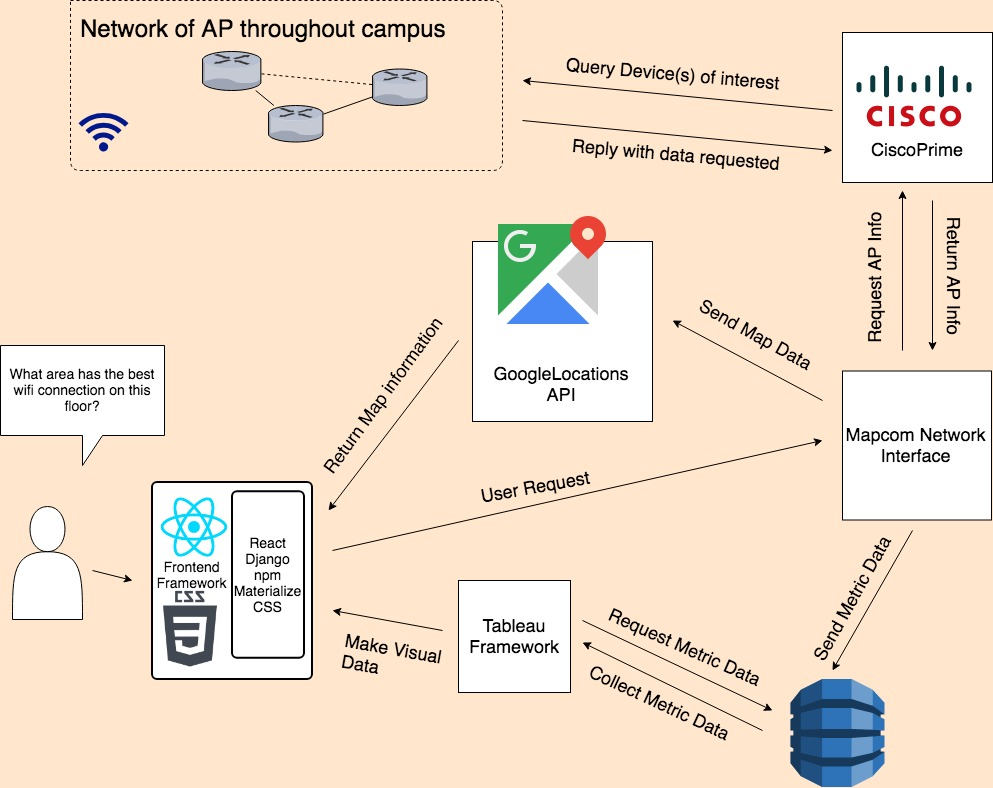 Network of AP throughout campus
Query Device(s) of interest
Reply with data requested
CISCO
CiscoPrime
Request AP Info
Return AP Info
G
GoogleLocations
API
Send Map Data
Return Map information
What area has the best
wifi connection on this
floor?
Mapcom Network
Interface
User Request
Frontend
Framework
CSS
3
React
Django
npm
Materialize
CSS
Tableau
Framework
Make Visual
Data
Request Metric Data
Collect Metric Data
Send Metric Data